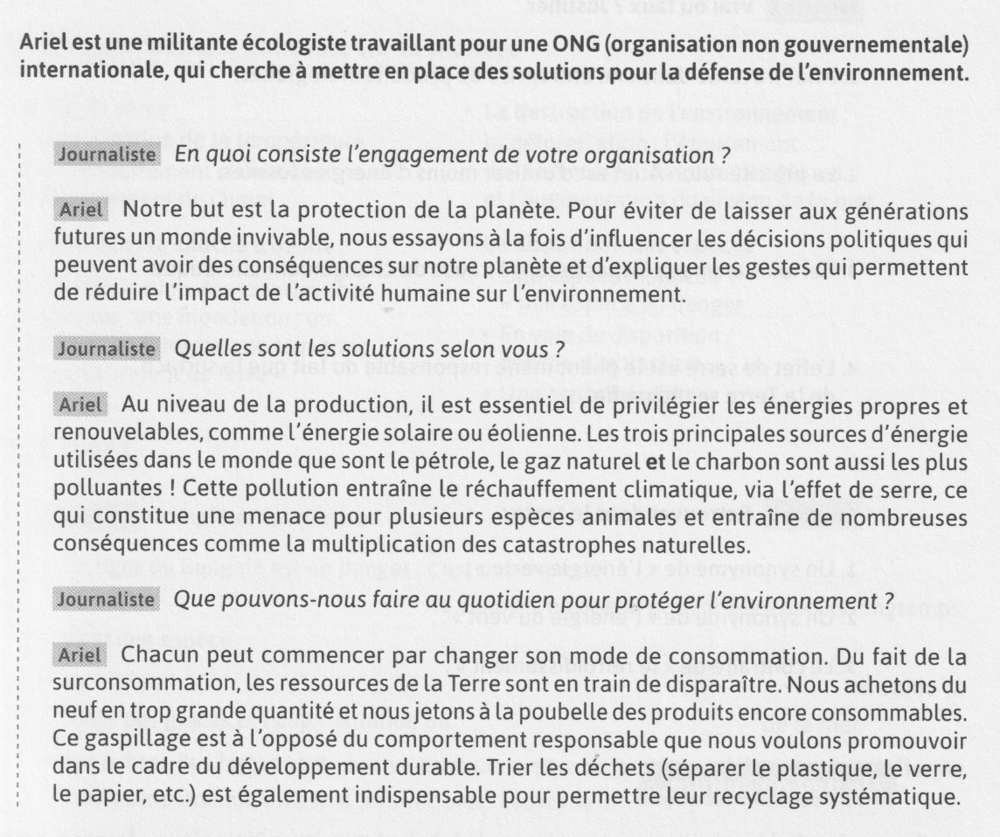 Ariel est une militante écologiste travaillant pour une ONG (organisation non gouvernementale)
internationale, qui cherche à mettre en place des solutions pour la défense de l'environnement.
Journaliste En quoi consiste l'engagement de votre organisation ?
Ariel Notre but est la protection de la planète. Pour éviter de laisser aux générations
futures un monde invivable, nous essayons à la fois d'influencer les décisions politiques qui
peuvent avoir des conséquences sur notre planète et d'expliquer les gestes qui permettent
de réduire l'impact de l'activité humaine sur l'environnement.
Journaliste Quelles sont les solutions selon vous ?
Ariel Au niveau de la production, il est essentiel de privilégier les énergies propres et
renouvelables, comme l'énergie solaire ou éolienne. Les trois principales sources d'énergie
utilisées dans le monde que sont le pétrole, le gaz naturel et le charbon sont aussi les plus
polluantes ! Cette pollution entraîne le réchauffement climatique, via l'effet de serre, ce
qui constitue une menace pour plusieurs espèces animales et entraîne de nombreuses
conséquences comme la multiplication des catastrophes naturelles.
Journaliste Que pouvons-nous faire au quotidien pour protéger l'environnement ?
Ariel Chacun peut commencer par changer son mode de consommation. Du fait de la
surconsommation, les ressources de la Terre sont en train de disparaître. Nous achetons du
neuf en trop grande quantité et nous jetons à la poubelle des produits encore consommables.
Ce gaspillage est à l'opposé du comportement responsable que nous voulons promouvoir
dans le cadre du développement durable. Trier les déchets (séparer le plastique, le verre,
le papier, etc.) est également indispensable pour permettre leur recyclage systématique.